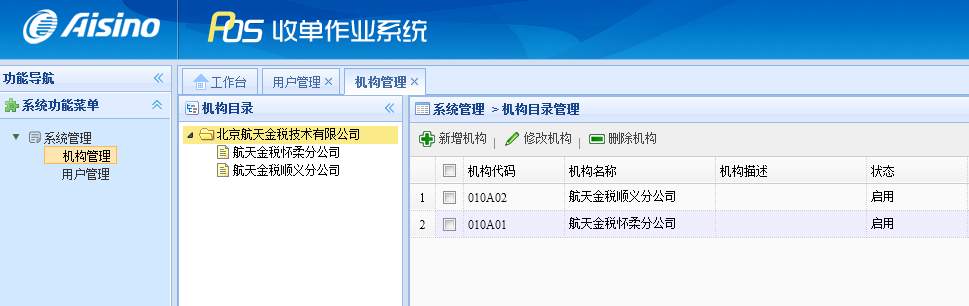 Aisino
POS 收单作业系统
功能导航
系统功能菜单
系统管理
机构管理
用户管理
工作台
用户管理
机构管理
机构目录
北京航天金税技术有限公司
航天金税怀柔分公司
航天金税顺义分公司
系统管理 >机构目录管理
新增机构 | 修改机构 | 删除机构
机构代码 机构名称 机构描述 状态
1 010A02 航天金税顺义分公司 启用
2 010A01 航天金税怀柔分公司 启用